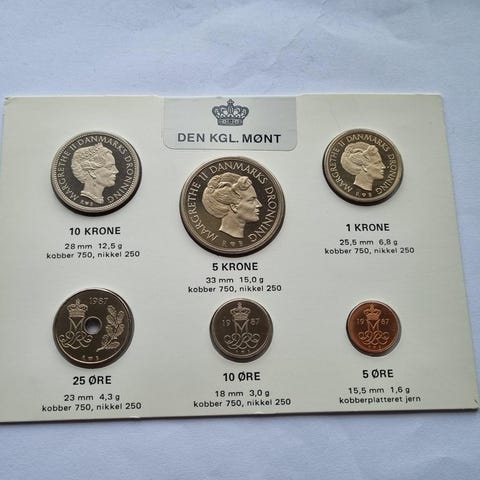 DEN KGL. MØNT
MARGRETHE II DANMARKS DRONNING
R ♥ B
10 KRONE
28 mm 12,5 g
kobber 750, nikkel 250
MARGRETHE II DANMARKS DRONNING
R ♥ B
5 KRONE
33 mm 15,0 g
kobber 750, nikkel 250
MARGRETHE II DANMARKS DRONNING
R ♥ B
1 KRONE
25,5 mm 6,8 g
kobber 750, nikkel 250
1987
R ♥ B
25 ØRE
23 mm 4,3 g
kobber 750, nikkel 250
19 87
R ♥ B
10 ØRE
18 mm 3,0 g
kobber 750, nikkel 250
19 87
5 ØRE
15,5 mm 1,6 g
kobberplatteret jern